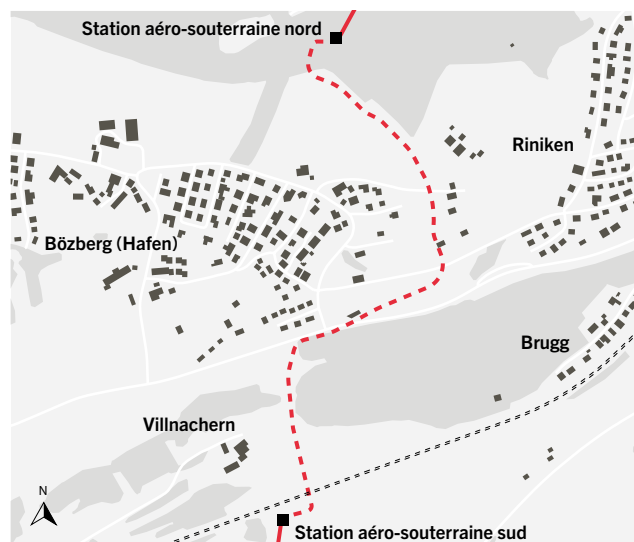 Station aéro-souterraine nord
Riniken
Bözberg (Hafen)
Brugg
Villnachern
N
Station aéro-souterraine sud